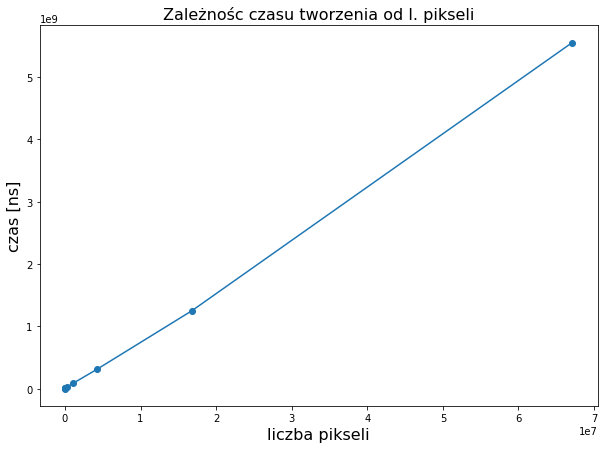 Zależnośc czasu tworzenia od l. pikseli
1e9
czas [ns]
5
4
3
2
1
0
0 1 2 3 4 5 6 7
1e7
liczba pikseli